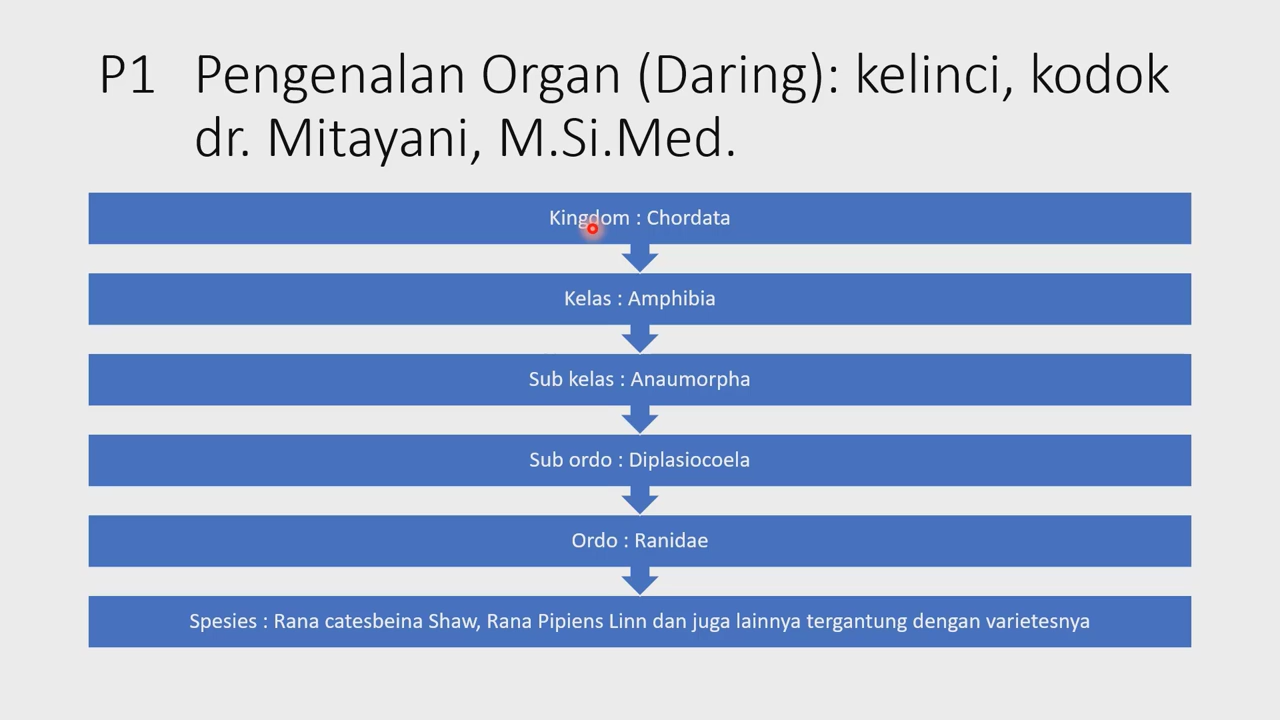 P1 Pengenalan Organ (Daring): kelinci, kodok
dr. Mitayani, M.Si.Med.
Kingdom : Chordata
Kelas : Amphibia
Sub kelas : Anaumorpha
Sub ordo : Diplasiocoela
Ordo : Ranidae
Spesies : Rana catesbeina Shaw, Rana Pipiens Linn dan juga lainnya tergantung dengan varietesnya